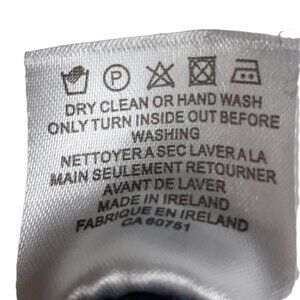 P
DRY CLEAN OR HAND WASH
ONLY TURN INSIDE OUT BEFORE
WASHING
NETTOYER A SEC LAVER A LA
MAIN SEULEMENT RETOURNER
AVANT DE LAVER
MADE IN IRELAND
FABRIQUE EN IRELAND
CA 60751